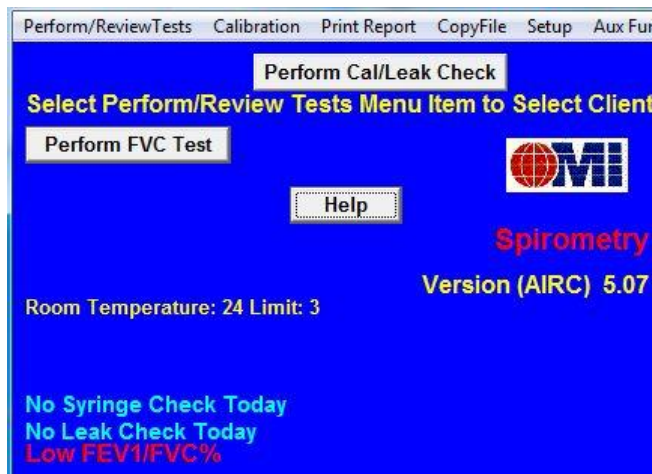 Perform/ReviewTests Calibration Print Report CopyFile Setup Aux Fun
Perform Cal/Leak Check
Select Perform/Review Tests Menu Item to Select Client
Perform FVC Test
OMI
Help
Spirometry
Version (AIRC) 5.07
Room Temperature: 24 Limit: 3
No Syringe Check Today
No Leak Check Today
Low FEV1/FVC%